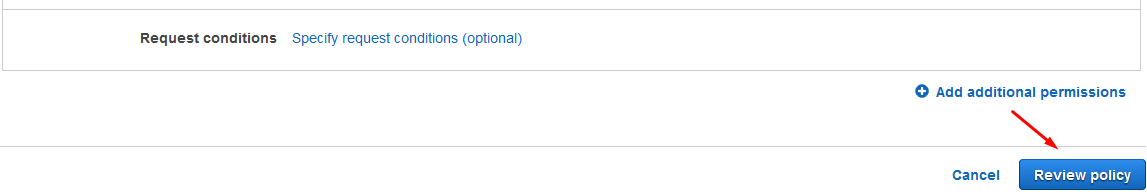 Request conditions Specify request conditions (optional)
Add additional permissions
Cancel Review policy